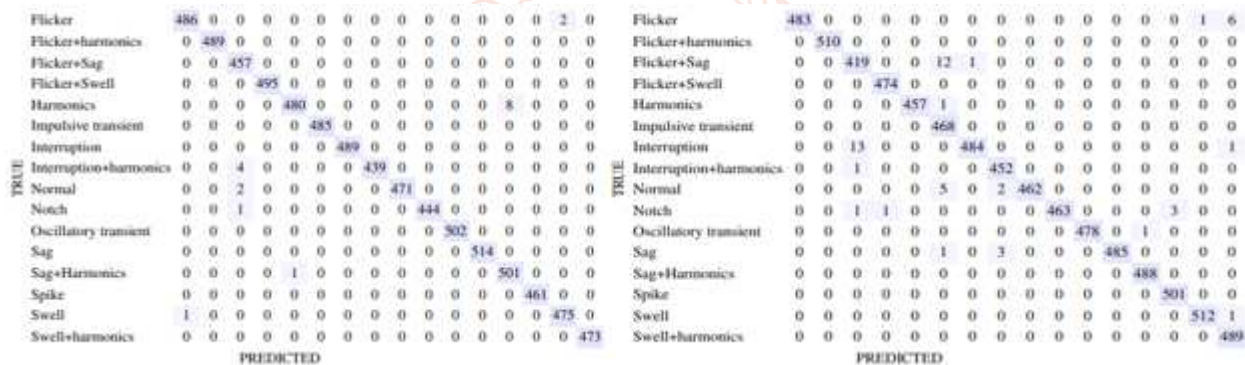 TRUE
Flicker 486 0 0 0 0 0 0 0 0 0 0 0 0 0 2 0
Flicker+harmonics 0 489 0 0 0 0 0 0 0 0 0 0 0 0 0 0
Flicker+Sag 0 0 457 0 0 0 0 0 0 0 0 0 0 0 0 0
Flicker+Swell 0 0 0 495 0 0 0 0 0 0 0 0 0 0 0 0
Harmonics 0 0 0 0 480 0 0 0 0 0 0 0 8 0 0 0
Impulsive transient 0 0 0 0 0 485 0 0 0 0 0 0 0 0 0 0
Interruption 0 0 0 0 0 0 489 0 0 0 0 0 0 0 0 0
Interruption+harmonics 0 0 4 0 0 0 0 439 0 0 0 0 0 0 0 0
Normal 0 0 2 0 0 0 0 0 471 0 0 0 0 0 0 0
Notch 0 0 1 0 0 0 0 0 0 444 0 0 0 0 0 0
Oscillatory transient 0 0 0 0 0 0 0 0 0 0 502 0 0 0 0 0
Sag 0 0 0 0 0 0 0 0 0 0 0 514 0 0 0 0
Sag+Harmonics 0 0 0 0 1 0 0 0 0 0 0 0 501 0 0 0
Spike 0 0 0 0 0 0 0 0 0 0 0 0 0 461 0 0
Swell 1 0 0 0 0 0 0 0 0 0 0 0 0 0 475 0
Swell+harmonics 0 0 0 0 0 0 0 0 0 0 0 0 0 0 0 473
PREDICTED
TRUE
Flicker 483 0 0 0 0 0 0 0 0 0 0 0 0 0 1 6
Flicker+harmonics 0 510 0 0 0 0 0 0 0 0 0 0 0 0 0 0
Flicker+Sag 0 0 419 0 0 12 1 0 0 0 0 0 0 0 0 0
Flicker+Swell 0 0 0 474 0 0 0 0 0 0 0 0 0 0 0 0
Harmonics 0 0 0 0 457 1 0 0 0 0 0 0 0 0 0 0
Impulsive transient 0 0 0 0 0 468 0 0 0 0 0 0 0 0 0 0
Interruption 0 0 13 0 0 0 484 0 0 0 0 0 0 0 0 1
Interruption+harmonics 0 0 1 0 0 0 0 452 0 0 0 0 0 0 0 0
Normal 0 0 0 0 0 5 0 2 462 0 0 0 0 0 0 0
Notch 0 0 1 1 0 0 0 0 0 463 0 0 0 3 0 0
Oscillatory transient 0 0 0 0 0 0 0 0 0 0 478 0 1 0 0 0
Sag 0 0 0 0 0 1 0 3 0 0 0 485 0 0 0 0
Sag+Harmonics 0 0 0 0 0 0 0 0 0 0 0 0 488 0 0 0
Spike 0 0 0 0 0 0 0 0 0 0 0 0 0 501 0 0
Swell 0 0 0 0 0 0 0 0 0 0 0 0 0 0 512 1
Swell+harmonics 0 0 0 0 0 0 0 0 0 0 0 0 0 0 0 489
PREDICTED